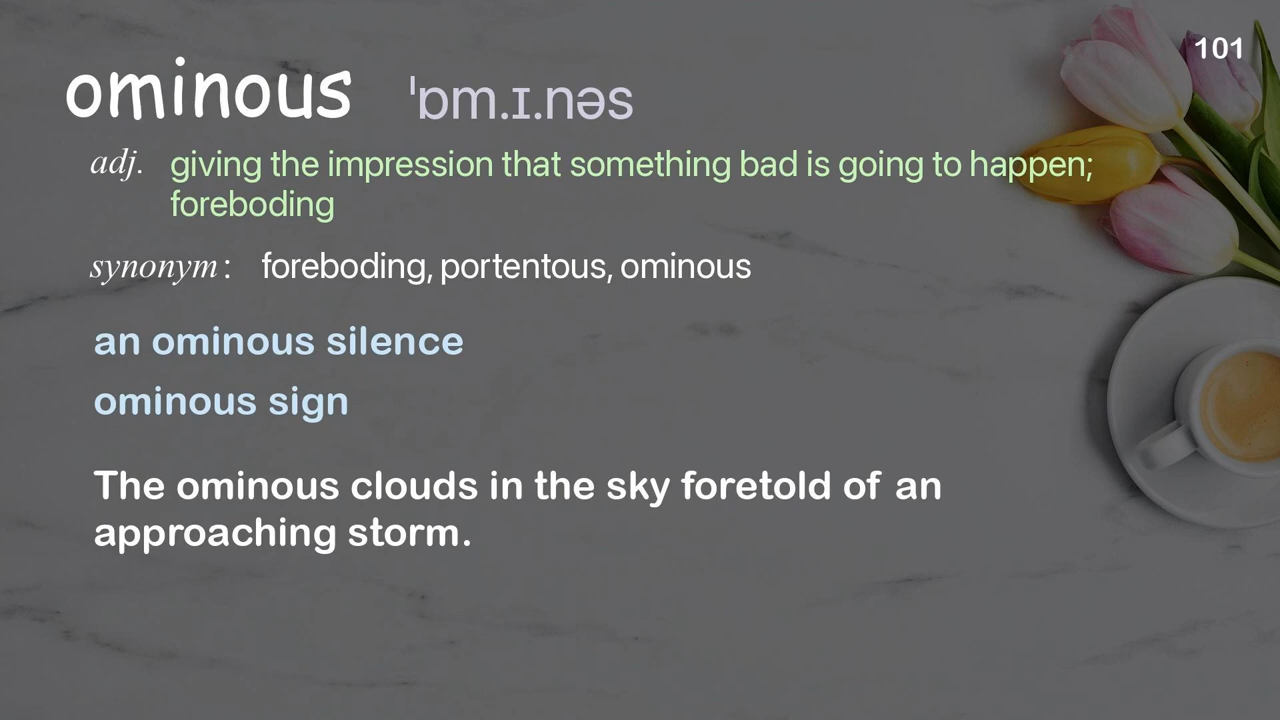 101
ominous ˈɒm.ɪ.nəs
adj. giving the impression that something bad is going to happen;
foreboding
synonym: foreboding, portentous, ominous
an ominous silence
ominous sign
The ominous clouds in the sky foretold of an
approaching storm.